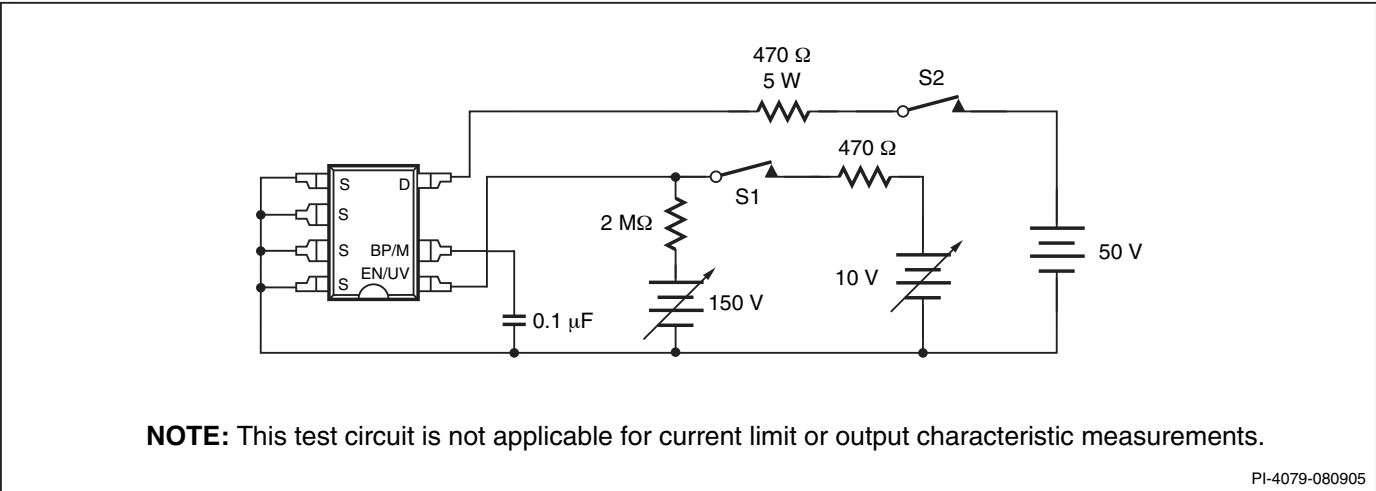 470 Ω
5 W
S2
470 Ω
S1
S
D
S
S
BP/M
EN/UV
S
2 MΩ
150 V
10 V
50 V
0.1 μF
NOTE: This test circuit is not applicable for current limit or output characteristic measurements.
PI-4079-080905